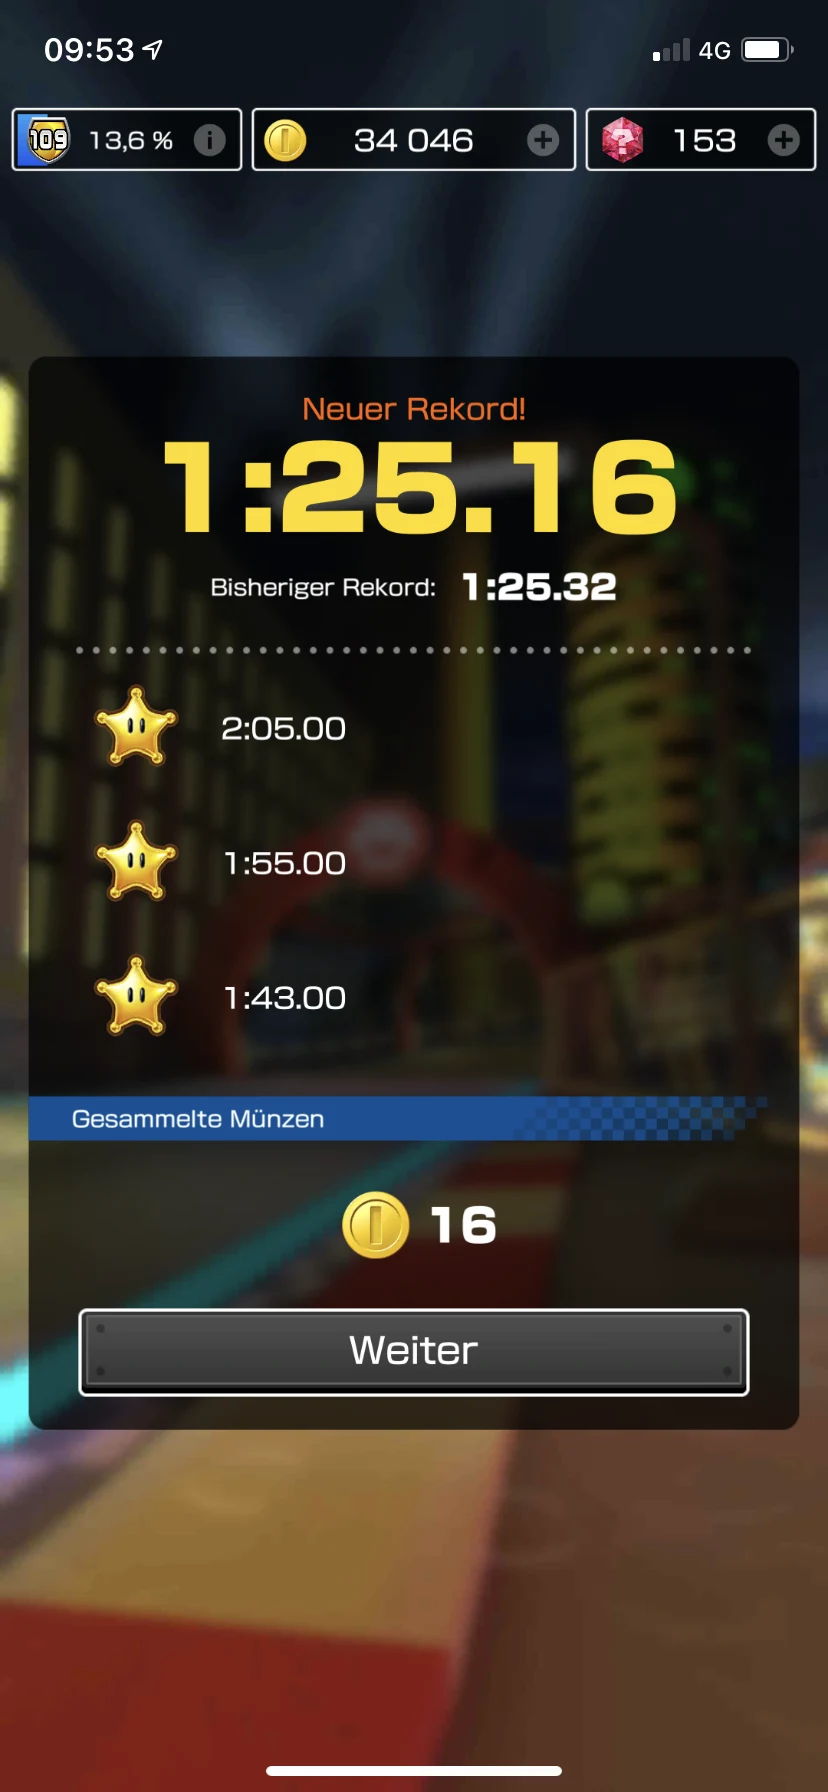 09:53 4G
109 13,6 % 34 046 153
Neuer Rekord!
1:25.16
Bisheriger Rekord: 1:25.32
2:05.00
1:55.00
1:43.00
Gesammelte Münzen
16
Weiter